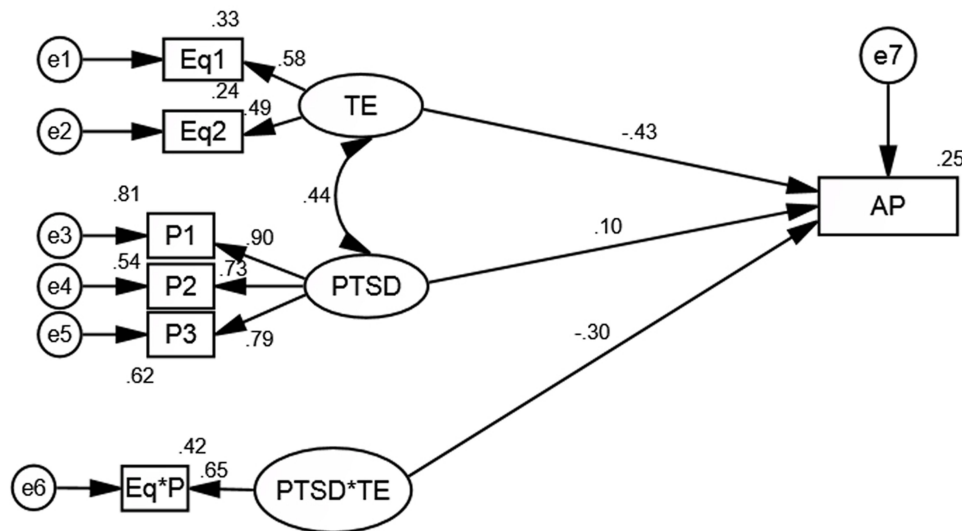 .33
e1
Eq1
.58
.24
TE
e7
e2
Eq2
.49
-.43
.25
.44
AP
.81
e3
P1
.90
.10
.54
.73
e4
P2
PTSD
e5
P3
.79
-.30
.62
.42
.65
e6
Eq*P
PTSD*TE